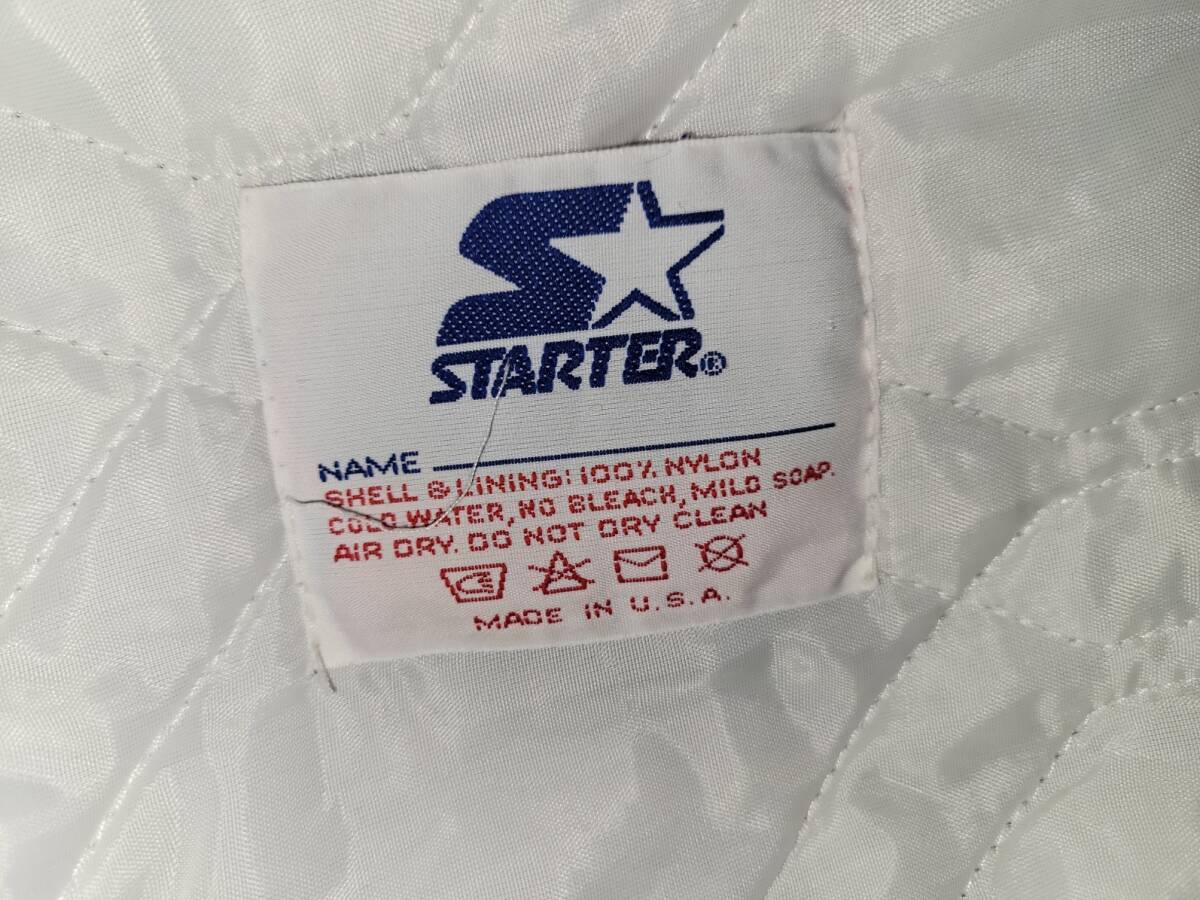 STARTER®
NAME
SHELL & LINING: 100% NYLON
COLD WATER, NO BLEACH, MILD SOAP.
AIR DRY. DO NOT DRY CLEAN
MADE IN U.S.A.